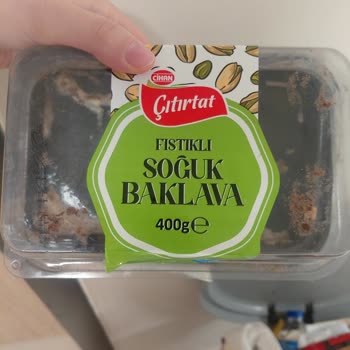 CİHAN
Çıtırtat
FISTIKLI
SOĞUK
BAKLAVA
400g℮